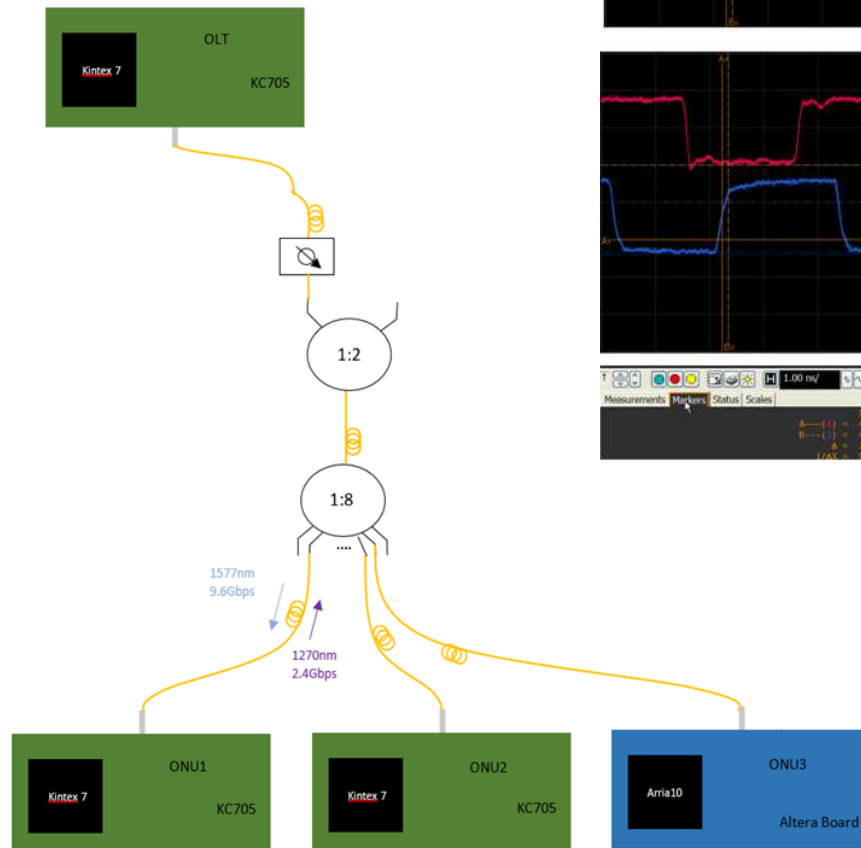 OLT
Kintex 7
KC705
1:2
1:8
....
1577nm
9.6Gbps
1270nm
2.4Gbps
ONU1
Kintex 7
KC705
ONU2
Kintex 7
KC705
ONU3
Arria10
Altera Board
1.00 ns/
Measurements Markers Status Scales